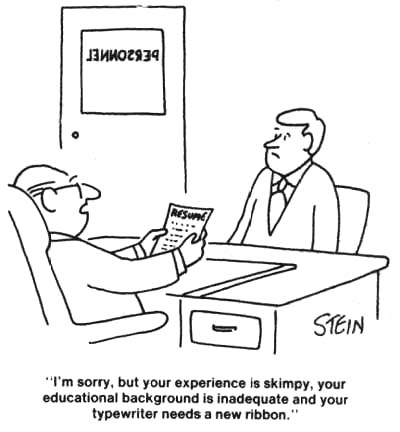 PERSONNEL
RESUMÉ
STEIN
"I'm sorry, but your experience is skimpy, your
educational background is inadequate and your
typewriter needs a new ribbon."